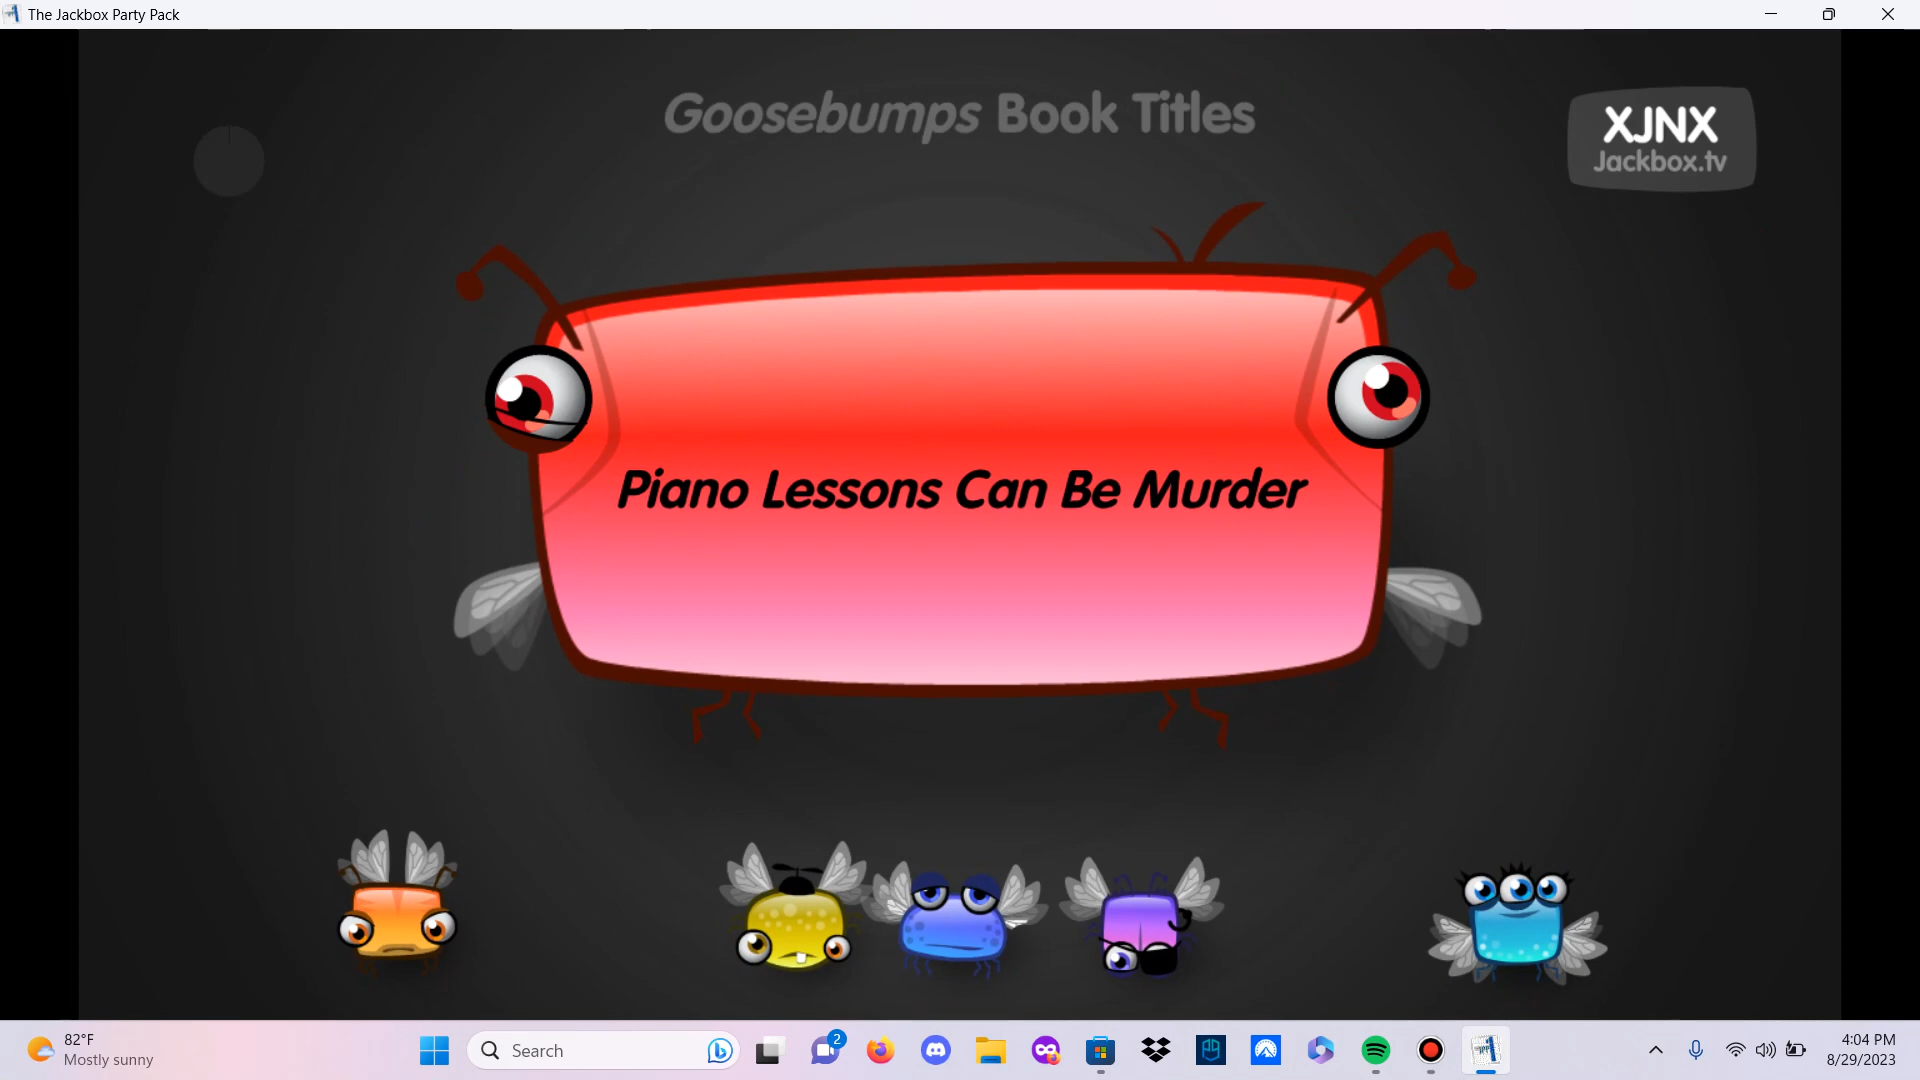 The Jackbox Party Pack
Goosebumps Book Titles
XJNX
Jackbox.tv
Piano Lessons Can Be Murder
82°F
Mostly sunny
Search
2
4:04 PM
8/29/2023